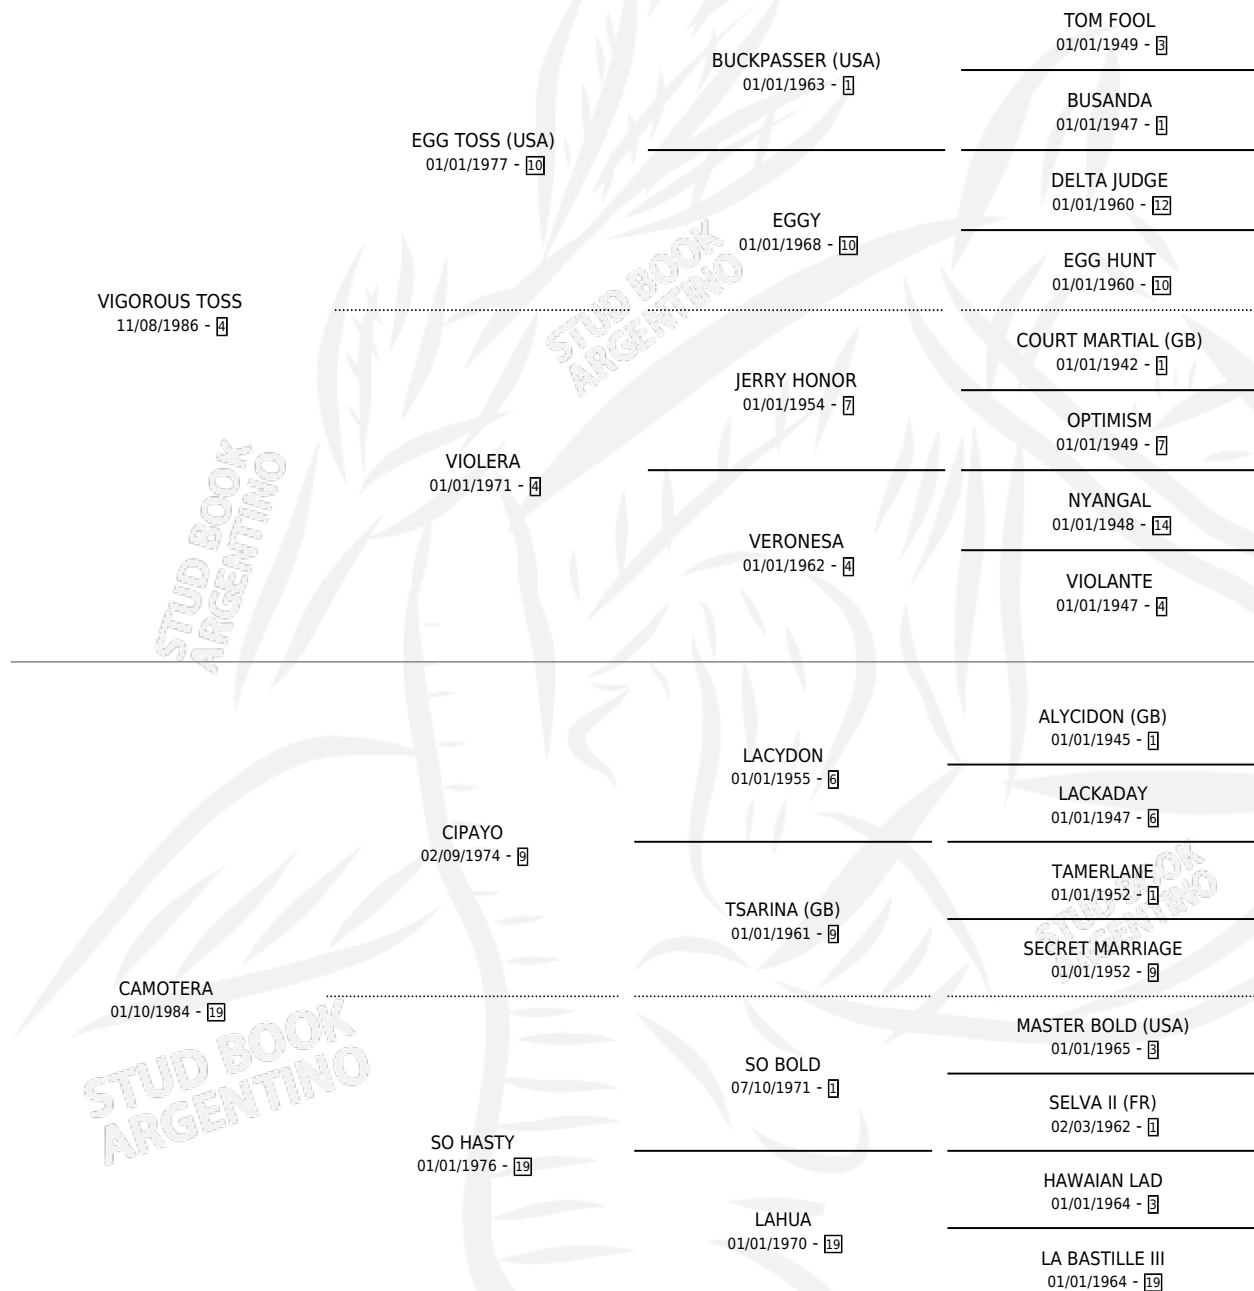 TOM FOOL
01/01/1949 - 3
BUCKPASSER (USA)
01/01/1963 - 1
BUSANDA
01/01/1947 - 1
EGG TOSS (USA)
01/01/1977 - 10
DELTA JUDGE
01/01/1960 - 12
EGGY
01/01/1968 - 10
EGG HUNT
01/01/1960 - 10
VIGOROUS TOSS
11/08/1986 - 4
COURT MARTIAL (GB)
01/01/1942 - 1
JERRY HONOR
01/01/1954 - 7
OPTIMISM
01/01/1949 - 7
VIOLERA
01/01/1971 - 4
NYANGAL
01/01/1948 - 14
VERONESA
01/01/1962 - 4
VIOLANTE
01/01/1947 - 4
ALYCIDON (GB)
01/01/1945 - 1
LACYDON
01/01/1955 - 6
LACKADAY
01/01/1947 - 6
CIPAYO
02/09/1974 - 9
TAMERLANE
01/01/1952 - 1
TSARINA (GB)
01/01/1961 - 9
SECRET MARRIAGE
01/01/1952 - 9
CAMOTERA
01/10/1984 - 19
MASTER BOLD (USA)
01/01/1965 - 3
SO BOLD
07/10/1971 - 1
SELVA II (FR)
02/03/1962 - 1
SO HASTY
01/01/1976 - 19
HAWAIAN LAD
01/01/1964 - 3
LAHUA
01/01/1970 - 19
LA BASTILLE III
01/01/1964 - 19
STUD BOOK
ARGENTINO
STUD BOOK
ARGENTINO
STUD BOOK
ARGENTINO
STUD BOOK
ARGENTINO